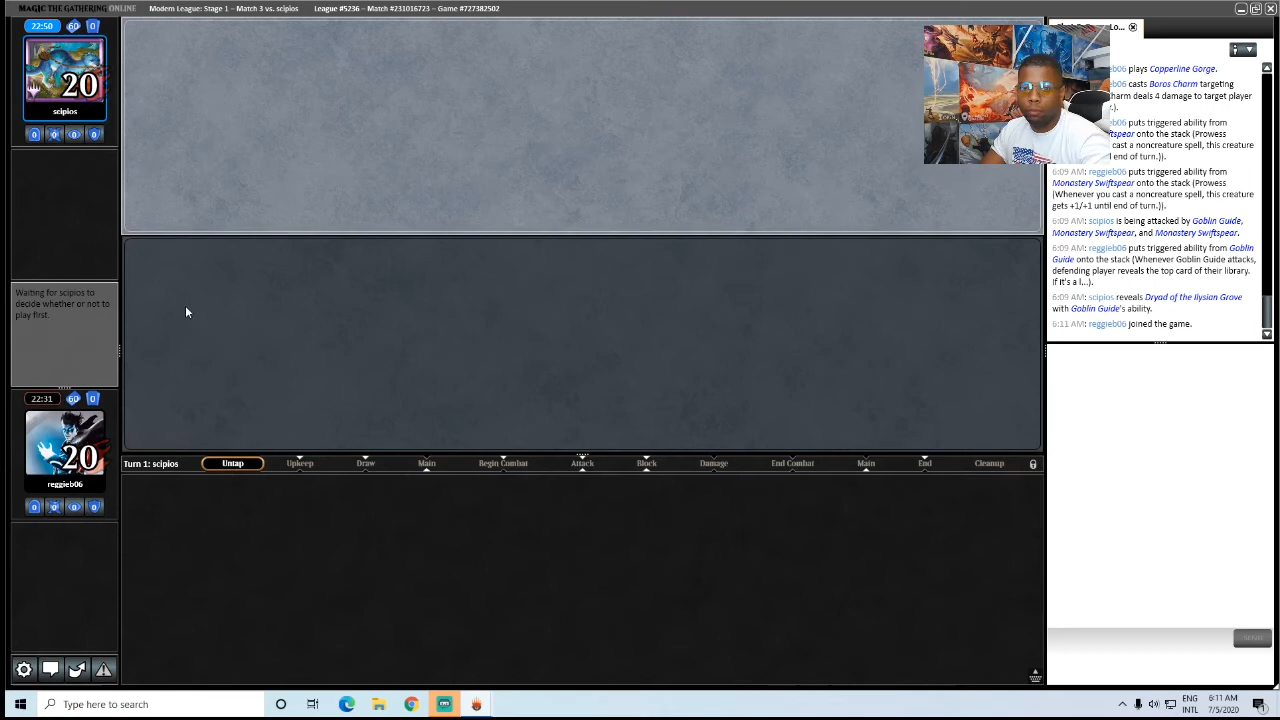 MAGIC THE GATHERING ONLINE Modern League: Stage 1 – Match 3 vs. scipios League #5236 – Match #231016723 – Game #727382502
22:50 60 0
20
scipios
0 0 0 0
Waiting for scipios to
decide whether or not to
play first.
22:31 60 0
20
reggieb06
0 0 0 0
Turn 1: scipios Untap Upkeep Draw Main Begin Combat Attack Block Damage End Combat Main End Cleanup
Lo...
b06 plays Copperline Gorge.
b06 casts Boros Charm targeting
harm deals 4 damage to target player
r.).
b06 puts triggered ability from
ftspear onto the stack (Prowess
cast a noncreature spell, this creature
til end of turn.)).
6:09 AM: reggieb06 puts triggered ability from
Monastery Swiftspear onto the stack (Prowess
(Whenever you cast a noncreature spell, this creature
gets +1/+1 until end of turn.)).
6:09 AM: scipios is being attacked by Goblin Guide,
Monastery Swiftspear, and Monastery Swiftspear.
6:09 AM: reggieb06 puts triggered ability from Goblin
Guide onto the stack (Whenever Goblin Guide attacks,
defending player reveals the top card of their library.
If it's a l...).
6:09 AM: scipios reveals Dryad of the Ilysian Grove
with Goblin Guide's ability.
6:11 AM: reggieb06 joined the game.
SEND
Type here to search
ENG
INTL
6:11 AM
7/5/2020